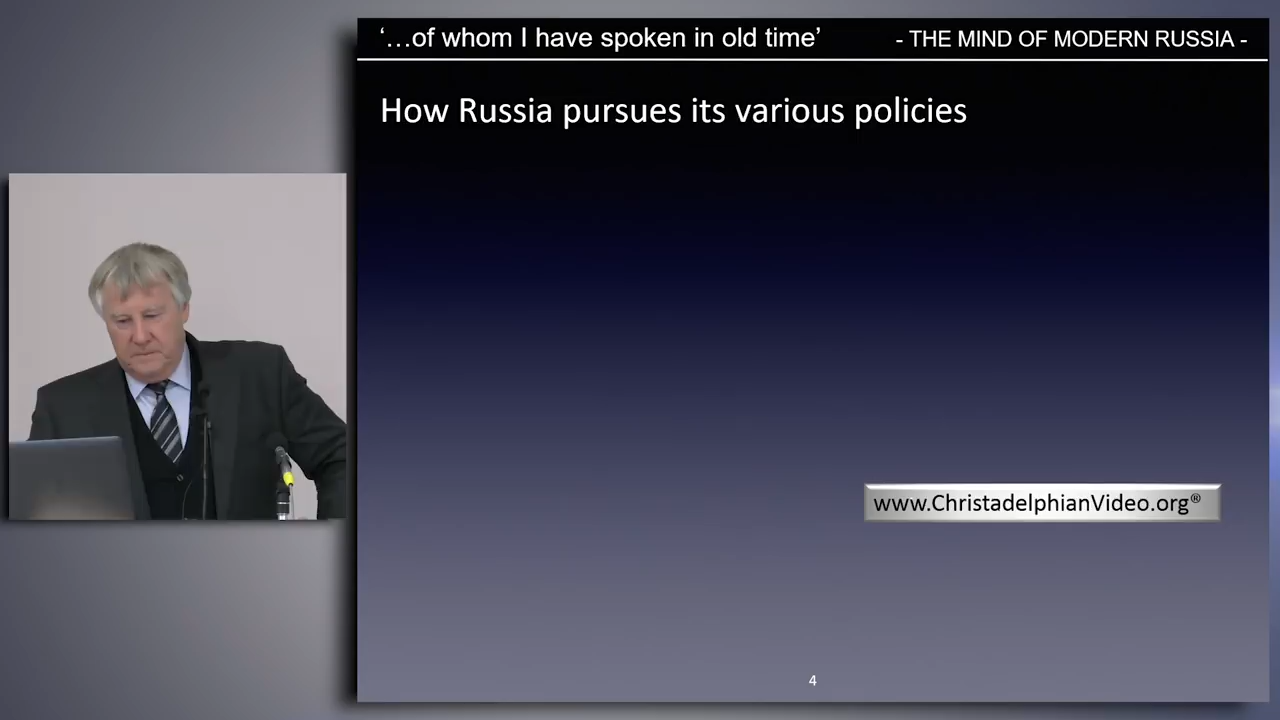 ‘…of whom I have spoken in old time’
- THE MIND OF MODERN RUSSIA -
How Russia pursues its various policies
www.ChristadelphianVideo.org®
4